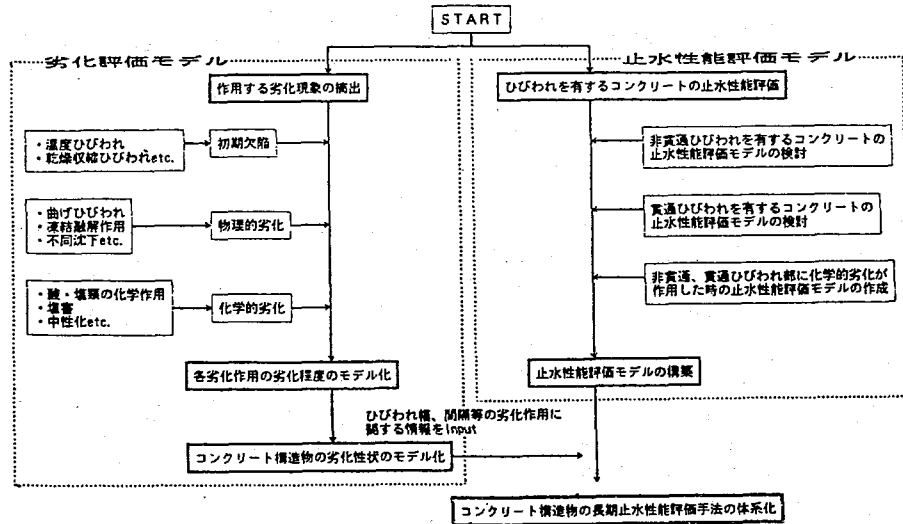 START
劣化評価モデル
作用する劣化現象の摘出
・温度ひびわれ
・乾燥収縮ひびわれetc.
初期欠陥
・曲げひびわれ
・凍結融解作用
・不同沈下etc.
物理的劣化
・酸・塩類の化学作用
・塩害
・中性化etc.
化学的劣化
各劣化作用の劣化程度のモデル化
ひびわれ幅、間隔等の劣化作用に
関する情報をInput
コンクリート構造物の劣化性状のモデル化
止水性能評価モデル
ひびわれを有するコンクリートの止水性能評価
非貫通ひびわれを有するコンクリートの
止水性能評価モデルの検討
貫通ひびわれを有するコンクリートの
止水性能評価モデルの検討
非貫通、貫通ひびわれ部に化学的劣化が
作用した時の止水性能評価モデルの作成
止水性能評価モデルの構築
コンクリート構造物の長期止水性能評価手法の体系化